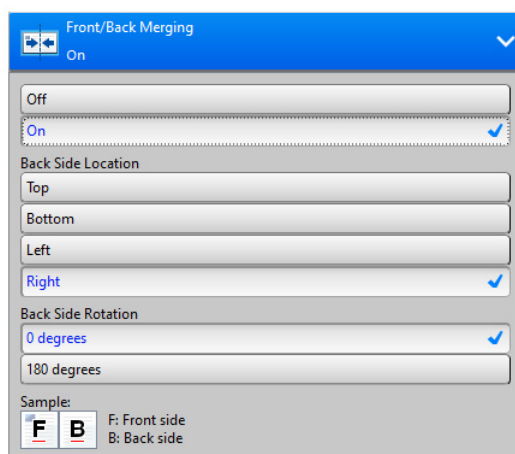 Front/Back Merging
On
Off
On
Back Side Location
Top
Bottom
Left
Right
Back Side Rotation
0 degrees
180 degrees
Sample:
F B
F: Front side
B: Back side